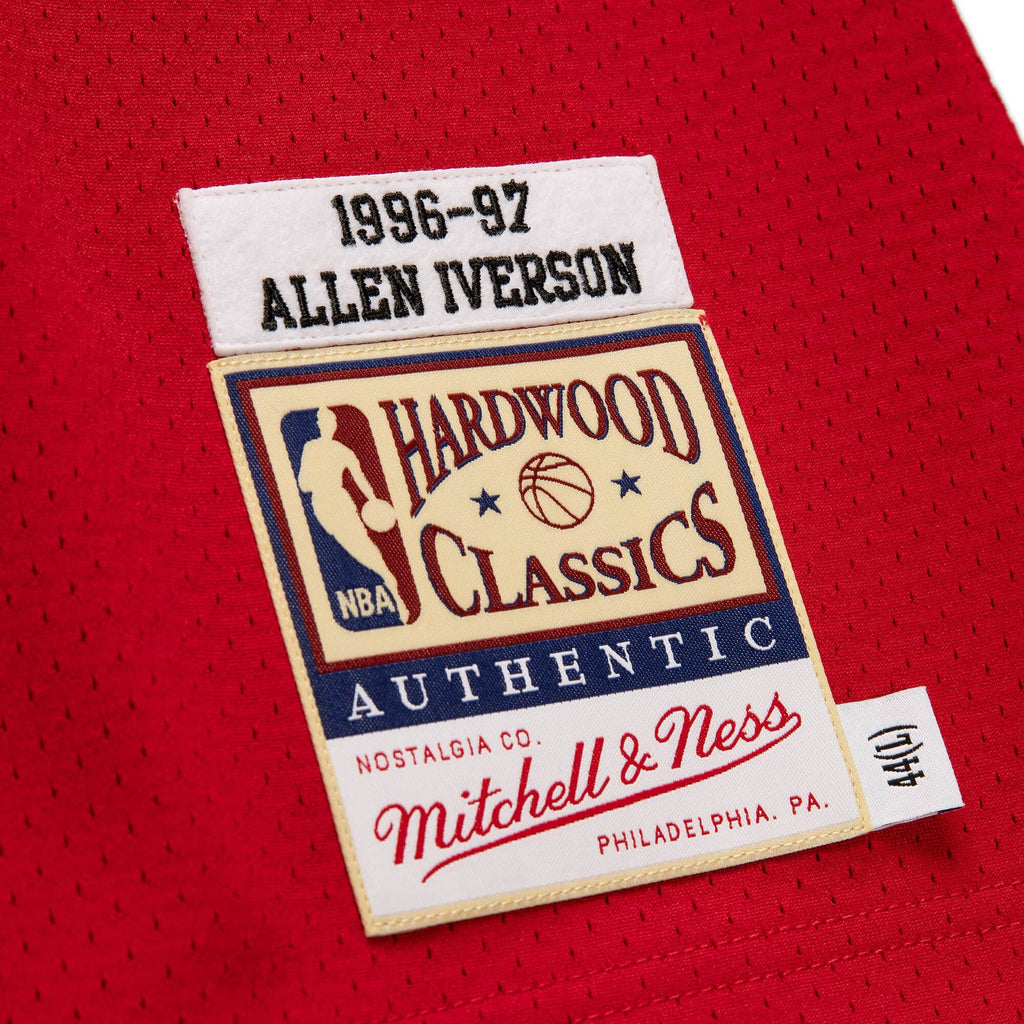 1996-97
ALLEN IVERSON
HARDWOOD
CLASSICS
NBA
AUTHENTIC
NOSTALGIA CO.
Mitchell & Ness
PHILADELPHIA, PA.
44(L)